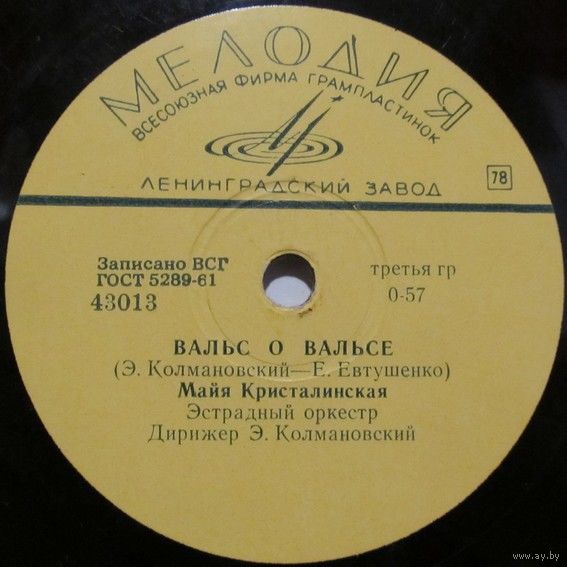 МЕЛОДИЯ
ВСЕСОЮЗНАЯ ФИРМА ГРАМПЛАСТИНОК
ЛЕНИНГРАДСКИЙ ЗАВОД
78
Записано ВСГ
ГОСТ 5289-61
43013
третья гр
0-57
ВАЛЬС О ВАЛЬСЕ
(Э. Колмановский—Е. Евтушенко)
Майя Кристалинская
Эстрадный оркестр
Дирижер Э. Колмановский
www.ay.by